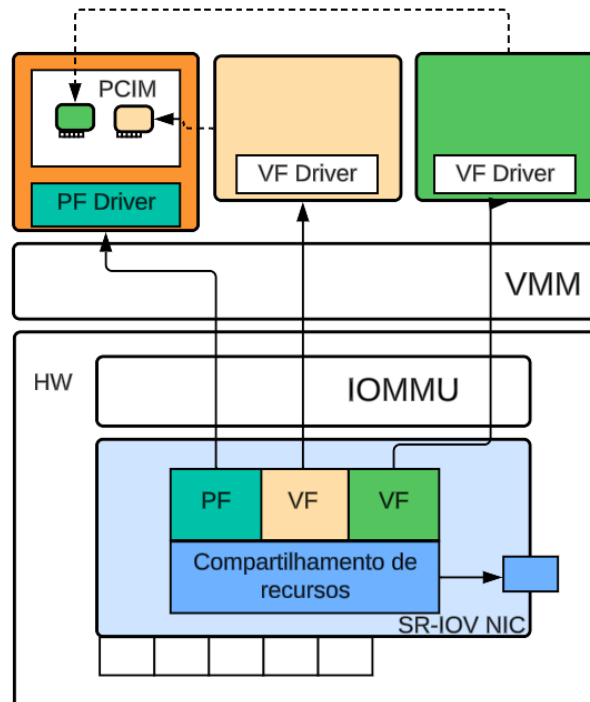 PCIM
PF Driver
VF Driver
VF Driver
VMM
HW
IOMMU
PF
VF
VF
Compartilhamento de
recursos
SR-IOV NIC